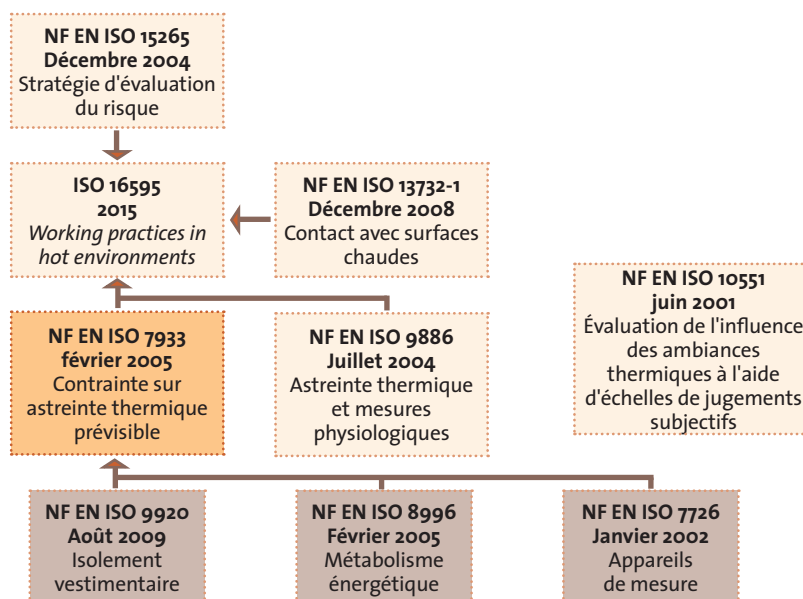 NF EN ISO 15265
Décembre 2004
Stratégie d'évaluation
du risque
ISO 16595
2015
Working practices in
hot environments
NF EN ISO 13732-1
Décembre 2008
Contact avec surfaces
chaudes
NF EN ISO 10551
juin 2001
Évaluation de l'influence
des ambiances
thermiques à l'aide
d'échelles de jugements
subjectifs
NF EN ISO 7933
février 2005
Contrainte sur
astreinte thermique
prévisible
NF EN ISO 9886
Juillet 2004
Astreinte thermique
et mesures
physiologiques
NF EN ISO 9920
Août 2009
Isolement
vestimentaire
NF EN ISO 8996
Février 2005
Métabolisme
énergétique
NF EN ISO 7726
Janvier 2002
Appareils
de mesure